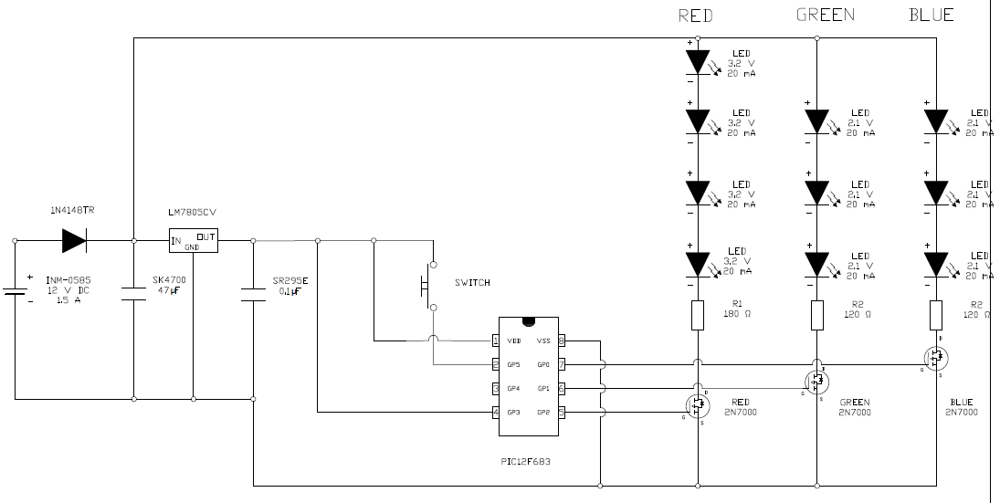 RED GREEN BLUE
+ LED
3.2 V
20 mA
-
+ LED
3.2 V
20 mA
-
+ LED
2.1 V
20 mA
-
+ LED
2.1 V
20 mA
-
+ LED
3.2 V
20 mA
-
+ LED
2.1 V
20 mA
-
+ LED
2.1 V
20 mA
-
LED
3.2 V
20 mA
-
+ LED
2.1 V
20 mA
-
+ LED
2.1 V
20 mA
-
1N4148TR
LM7805CV
IN OUT
GND
+ INM-0585
12 V DC
1.5 A
-
SK4700
47µF
SR295E
0.1µF
SWITCH
R1
180 Ω
R2
120 Ω
R2
120 Ω
1 VDD VSS 8
2 GP5 GP0 7
3 GP4 GP1 6
4 GP3 GP2 5
PIC12F683
D
G
S
RED
2N7000
D
G
S
GREEN
2N7000
D
G
S
BLUE
2N7000